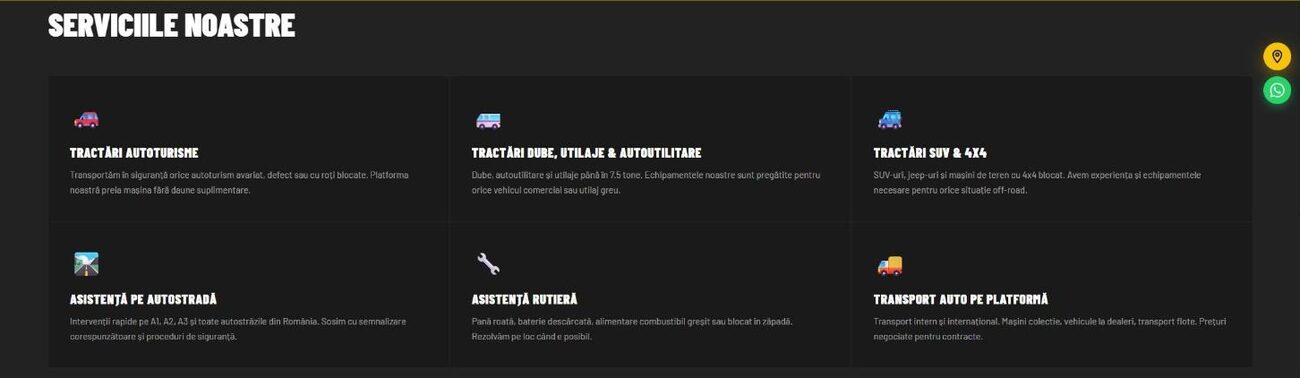 SERVICIILE NOASTRE
TRACTĂRI AUTOTURISME
Transportăm în siguranță orice autoturism avariat, defect sau cu roți blocate. Platforma
noastră preia mașina fără daune suplimentare.
TRACTĂRI DUBE, UTILAJE & AUTOUTILITARE
Dube, autoutilitare și utilaje până în 7.5 tone. Echipamentele noastre sunt pregătite pentru
orice vehicul comercial sau utilaj greu.
TRACTĂRI SUV & 4X4
SUV-uri, jeep-uri și mașini de teren cu 4x4 blocat. Avem experiența și echipamentele
necesare pentru orice situație off-road.
ASISTENȚĂ PE AUTOSTRADĂ
Intervenții rapide pe A1, A2, A3 și toate autostrăzile din România. Sosim cu semnalizare
corespunzătoare și proceduri de siguranță.
ASISTENȚĂ RUTIERĂ
Pană roată, baterie descărcată, alimentare combustibil greșit sau blocat în zăpadă.
Rezolvăm pe loc când e posibil.
TRANSPORT AUTO PE PLATFORMĂ
Transport intern și internațional. Mașini colecție, vehicule la dealeri, transport flote. Prețuri
negociate pentru contracte.